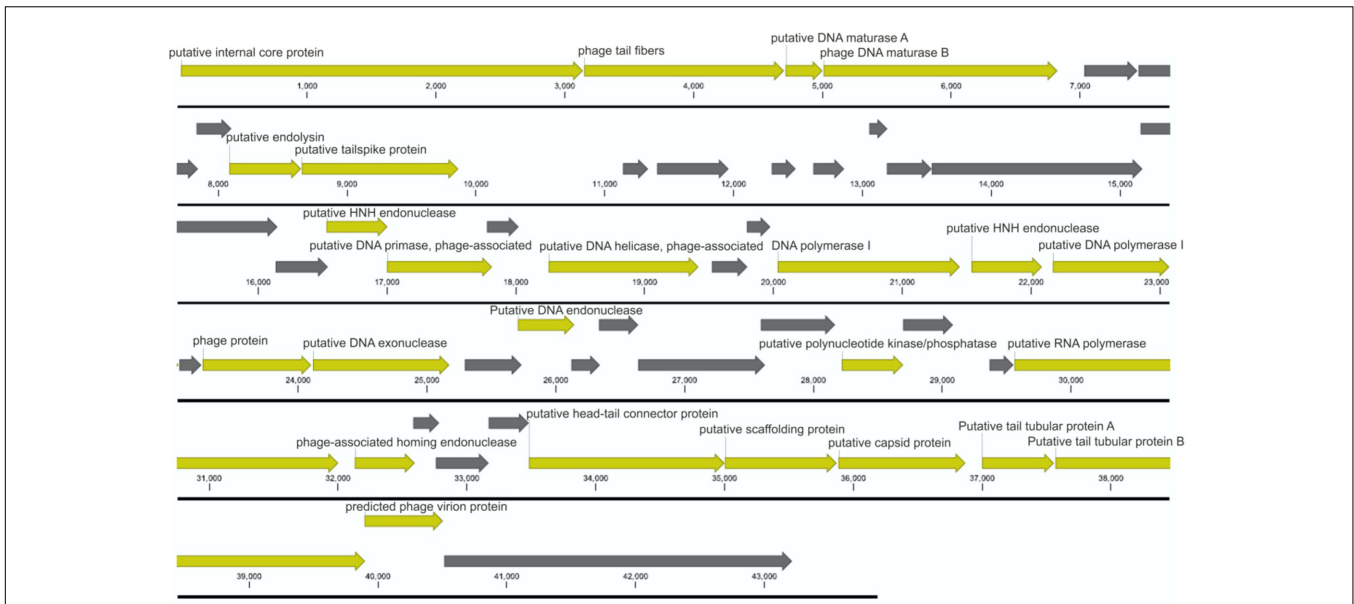 putative DNA maturase A
putative internal core protein phage tail fibers phage DNA maturase B
1,000 2,000 3,000 4,000 5,000 6,000 7,000
putative endolysin
putative tailspike protein
8,000 9,000 10,000 11,000 12,000 13,000 14,000 15,000
putative HNH endonuclease putative HNH endonuclease
putative DNA primase, phage-associated putative DNA helicase, phage-associated DNA polymerase I putative DNA polymerase I
16,000 17,000 18,000 19,000 20,000 21,000 22,000 23,000
Putative DNA endonuclease
phage protein putative DNA exonuclease putative polynucleotide kinase/phosphatase putative RNA polymerase
24,000 25,000 26,000 27,000 28,000 29,000 30,000
putative head-tail connector protein
putative scaffolding protein Putative tail tubular protein A
phage-associated homing endonuclease putative capsid protein Putative tail tubular protein B
31,000 32,000 33,000 34,000 35,000 36,000 37,000 38,000
predicted phage virion protein
39,000 40,000 41,000 42,000 43,000